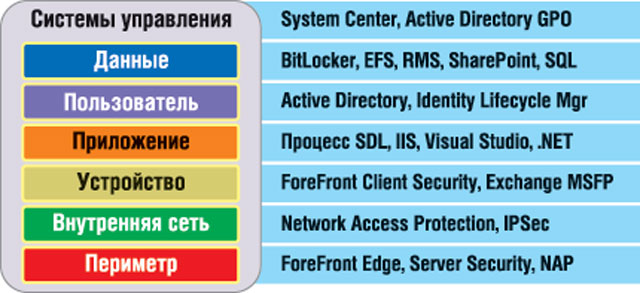 Системы управления System Center, Active Directory GPO
Данные BitLocker, EFS, RMS, SharePoint, SQL
Пользователь Active Directory, Identity Lifecycle Mgr
Приложение Процесс SDL, IIS, Visual Studio, .NET
Устройство ForeFront Client Security, Exchange MSFP
Внутренняя сеть Network Access Protection, IPSec
Периметр ForeFront Edge, Server Security, NAP